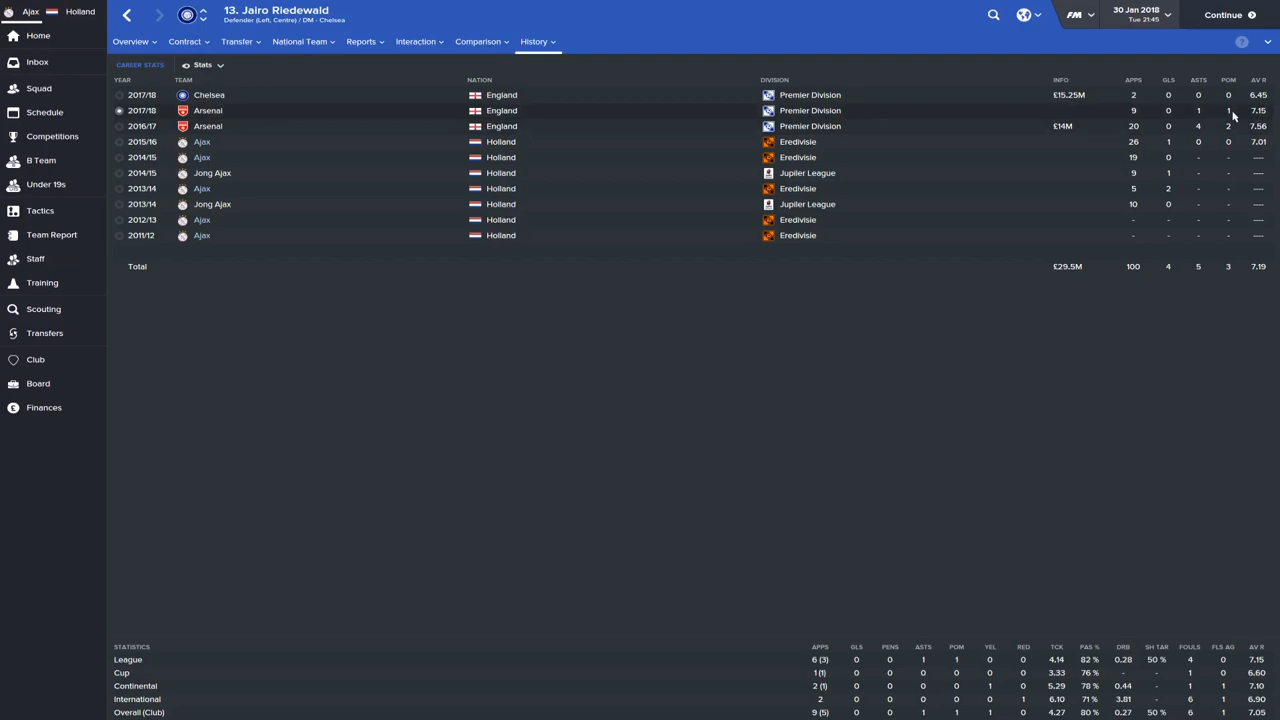 Ajax Holland
13. Jairo Riedewald
Defender (Left, Centre) / DM - Chelsea
FM
30 Jan 2018
Tue 21:45
Continue
Home
Inbox
Squad
Schedule
Competitions
B Team
Under 19s
Tactics
Team Report
Staff
Training
Scouting
Transfers
Club
Board
Finances
Overview Contract Transfer National Team Reports Interaction Comparison History ?
CAREER STATS Stats
YEAR TEAM NATION DIVISION INFO APPS GLS ASTS POM AV R
2017/18 Chelsea England Premier Division £15.25M 2 0 0 0 6.45
2017/18 Arsenal England Premier Division 9 0 1 1 7.15
2016/17 Arsenal England Premier Division £14M 20 0 4 2 7.56
2015/16 Ajax Holland Eredivisie 26 1 0 0 7.01
2014/15 Ajax Holland Eredivisie 19 0 - - ----
2014/15 Jong Ajax Holland Jupiler League 9 1 - - ----
2013/14 Ajax Holland Eredivisie 5 2 - - ----
2013/14 Jong Ajax Holland Jupiler League 10 0 - - ----
2012/13 Ajax Holland Eredivisie - - - - ----
2011/12 Ajax Holland Eredivisie - - - - ----
Total £29.5M 100 4 5 3 7.19
STATISTICS APPS GLS PENS ASTS POM YEL RED TCK PAS % DRB SH TAR FOULS FLS AG AV R
League 6 (3) 0 0 1 1 0 0 4.14 82 % 0.28 50 % 4 0 7.15
Cup 1 (1) 0 0 0 0 0 0 3.33 76 % - - 1 0 6.60
Continental 2 (1) 0 0 0 0 1 0 5.29 78 % 0.44 - 1 1 7.10
International 2 0 0 0 0 0 1 6.10 71 % 3.81 - 6 1 6.90
Overall (Club) 9 (5) 0 0 1 1 1 0 4.27 80 % 0.27 50 % 6 1 7.05